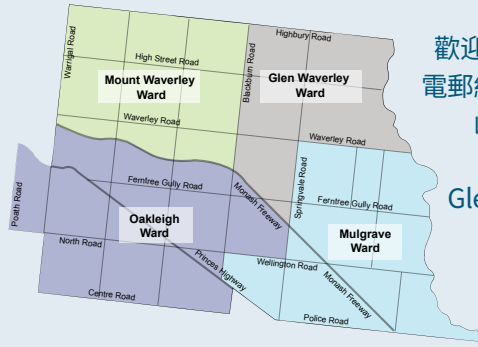 Highbury Road
Warrigal Road
High Street Road
Blackburn Road
Mount Waverley
Ward
Glen Waverley
Ward
Waverley Road
Waverley Road
Ferntree Gully Road
Monash Freeway
Springvale Road
Ferntree Gully Road
Poath Road
Oakleigh
Ward
Mulgrave
Ward
North Road
Princes Highway
Wellington Road
Monash Freeway
Centre Road
Police Road
歡迎
電郵
Gle